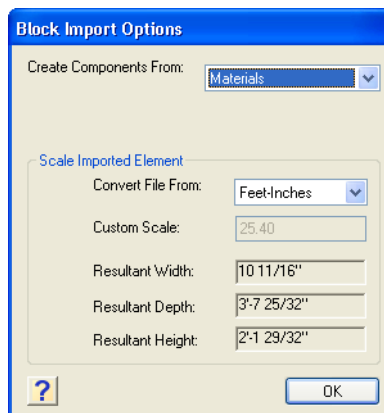 Block Import Options
Create Components From: Materials
Scale Imported Element
Convert File From: Feet-Inches
Custom Scale: 25.40
Resultant Width: 10 11/16"
Resultant Depth: 3'-7 25/32"
Resultant Height: 2'-1 29/32"
? OK